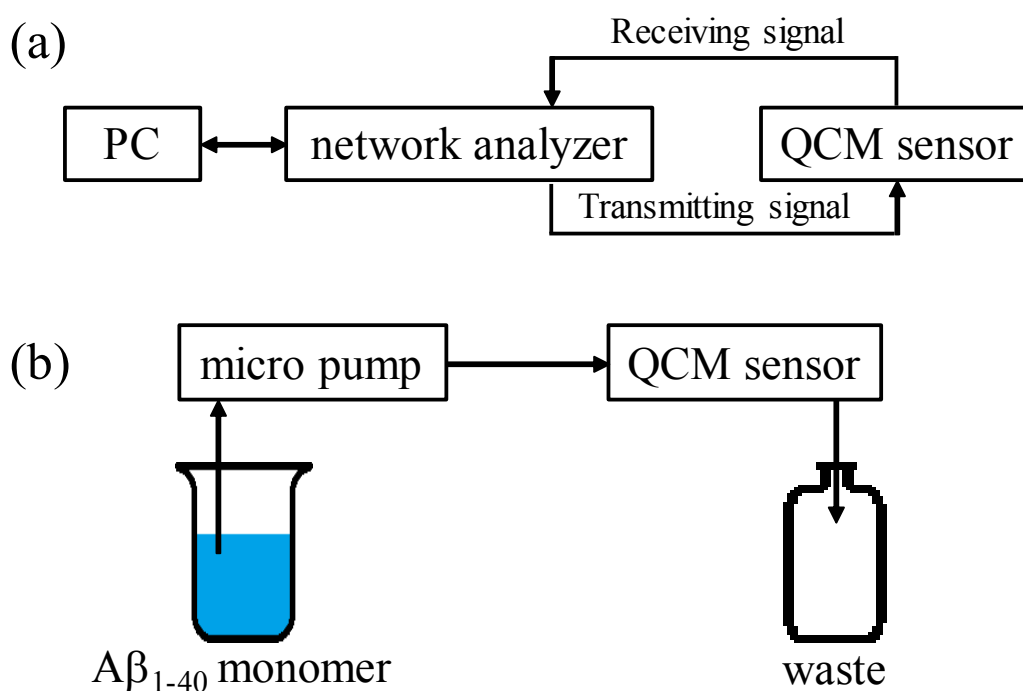 (a)
Receiving signal
PC
network analyzer
QCM sensor
Transmitting signal
(b)
micro pump
QCM sensor
Aβ1-40 monomer
waste